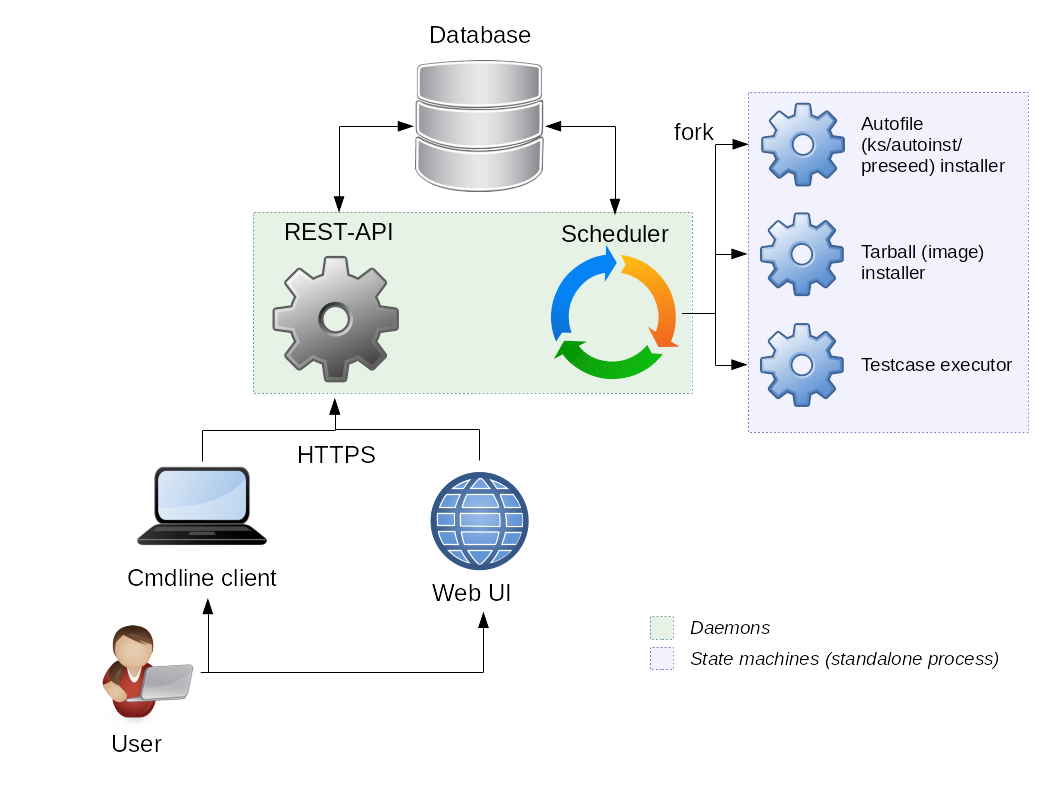 Database
fork
Autofile
(ks/autoinst/
preseed) installer
REST-API
Scheduler
Tarball (image)
installer
Testcase executor
HTTPS
Cmdline client
Web UI
Daemons
State machines (standalone process)
User